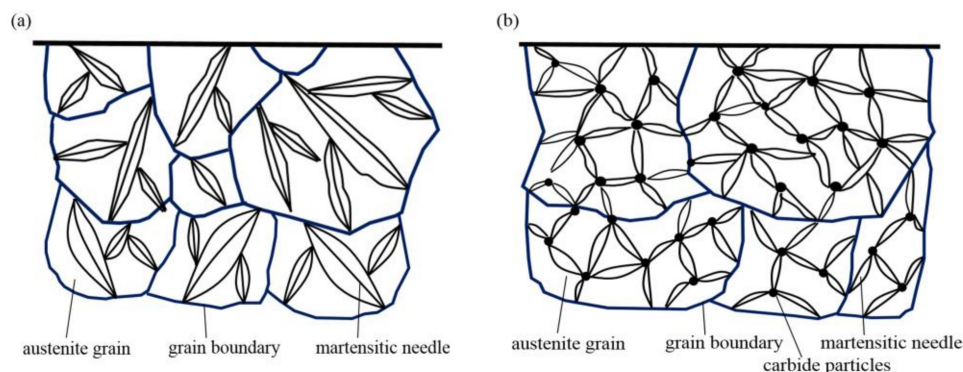 (a)
(b)
austenite grain
grain boundary
martensitic needle
austenite grain
grain boundary
martensitic needle
carbide particles